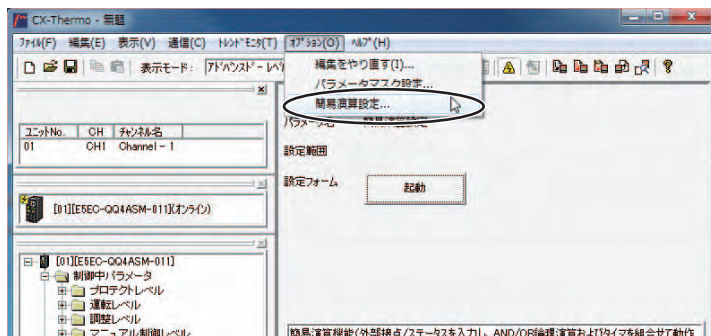 CX-Thermo - 無題
ファイル(F) 編集(E) 表示(V) 通信(C) トレンドモニタ(T) オプション(O) ヘルプ(H)
表示モード: アドバンスドーレベ
編集をやり直す(I)...
パラメータマスク設定...
簡易演算設定...
ユニットNo. CH チャンネル名
01 CH1 Channel - 1
設定範囲
設定フォーム 起動
[01][E5EC-QQ4ASM-011](オンライン)
[01][E5EC-QQ4ASM-011]
制御中パラメータ
プロテクトレベル
運転レベル
調整レベル
マニュアル制御レベル
簡易演算機能(外部接点/ステータスを入力し、AND/OR論理演算およびタイマを組合せて動作